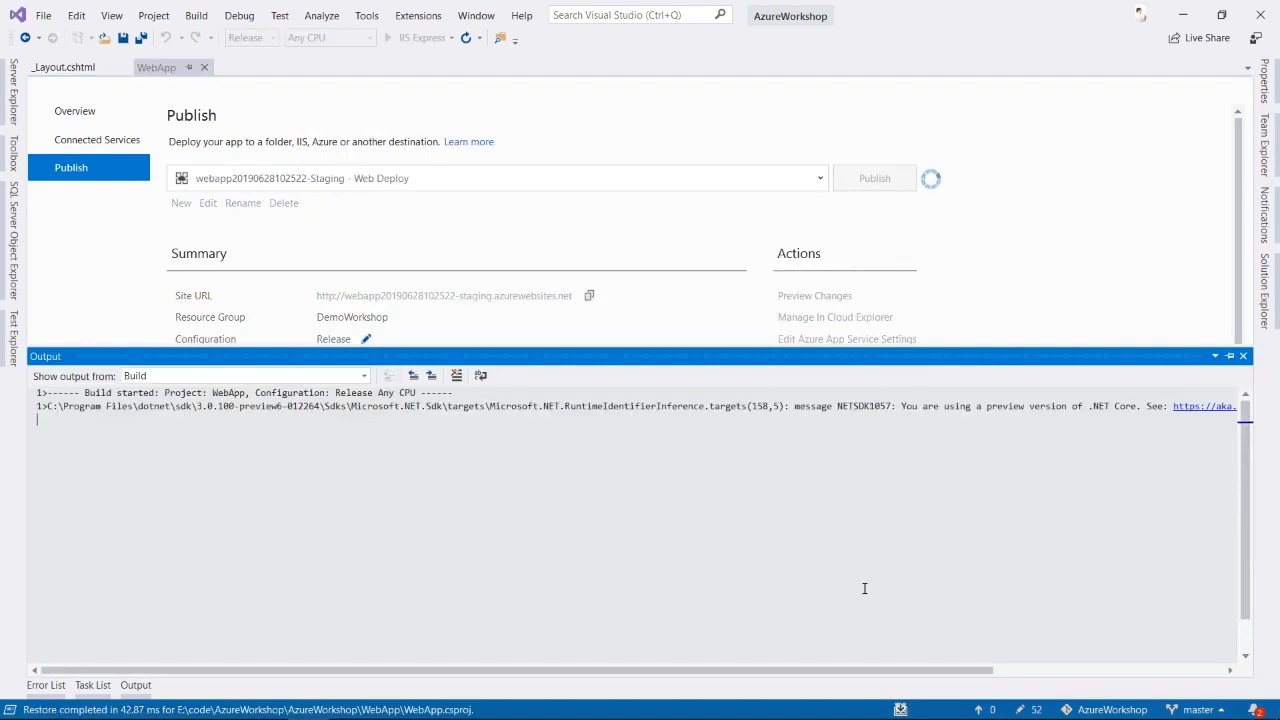 File Edit View Project Build Debug Test Analyze Tools Extensions Window Help Search Visual Studio (Ctrl+Q) AzureWorkshop
Release Any CPU IIS Express Live Share
_Layout.cshtml WebApp
Server Explorer
Toolbox
SQL Server Object Explorer
Test Explorer
Overview
Connected Services
Publish
Publish
Deploy your app to a folder, IIS, Azure or another destination. Learn more
webapp20190628102522-Staging - Web Deploy Publish
New Edit Rename Delete
Summary Actions
Site URL http://webapp20190628102522-staging.azurewebsites.net Preview Changes
Resource Group DemoWorkshop Manage In Cloud Explorer
Configuration Release Edit Azure App Service Settings
Properties
Team Explorer
Notifications
Solution Explorer
Output
Show output from: Build
1>------ Build started: Project: WebApp, Configuration: Release Any CPU ------
1>C:\Program Files\dotnet\sdk\3.0.100-preview6-012264\Sdks\Microsoft.NET.Sdk\targets\Microsoft.NET.RuntimeIdentifierInference.targets(158,5): message NETSDK1057: You are using a preview version of .NET Core. See: https://aka.
Error List Task List Output
Restore completed in 42.87 ms for E:\code\AzureWorkshop\AzureWorkshop\WebApp\WebApp.csproj. 0 52 AzureWorkshop master 2